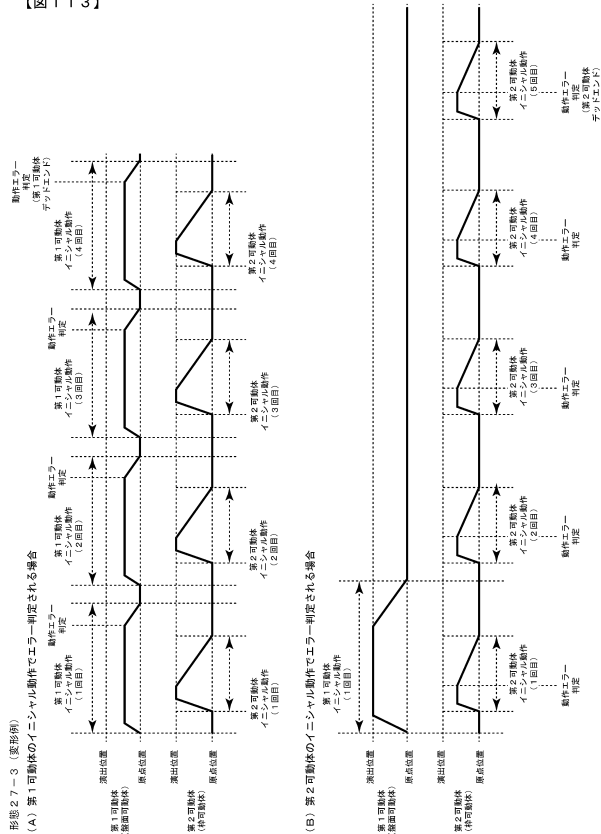 【図113】
形態27-3(変形例)
(A)第1可動体のイニシャル動作でエラー判定される場合
演出位置
第1可動体
(盤面可動体)
原点位置
演出位置
第2可動体
(枠可動体)
原点位置
第1可動体
イニシャル動作
(1回目)
動作エラー
判定
第1可動体
イニシャル動作
(2回目)
動作エラー
判定
第1可動体
イニシャル動作
(3回目)
動作エラー
判定
第1可動体
イニシャル動作
(4回目)
動作エラー
判定
(第1可動体
デッドエンド)
第2可動体
イニシャル動作
(1回目)
第2可動体
イニシャル動作
(2回目)
第2可動体
イニシャル動作
(3回目)
第2可動体
イニシャル動作
(4回目)
(B)第2可動体のイニシャル動作でエラー判定される場合
演出位置
第1可動体
(盤面可動体)
原点位置
演出位置
第2可動体
(枠可動体)
原点位置
第1可動体
イニシャル動作
(1回目)
第2可動体
イニシャル動作
(1回目)
動作エラー
判定
第2可動体
イニシャル動作
(2回目)
動作エラー
判定
第2可動体
イニシャル動作
(3回目)
動作エラー
判定
第2可動体
イニシャル動作
(4回目)
動作エラー
判定
第2可動体
イニシャル動作
(5回目)
動作エラー
判定
(第2可動体
デッドエンド)